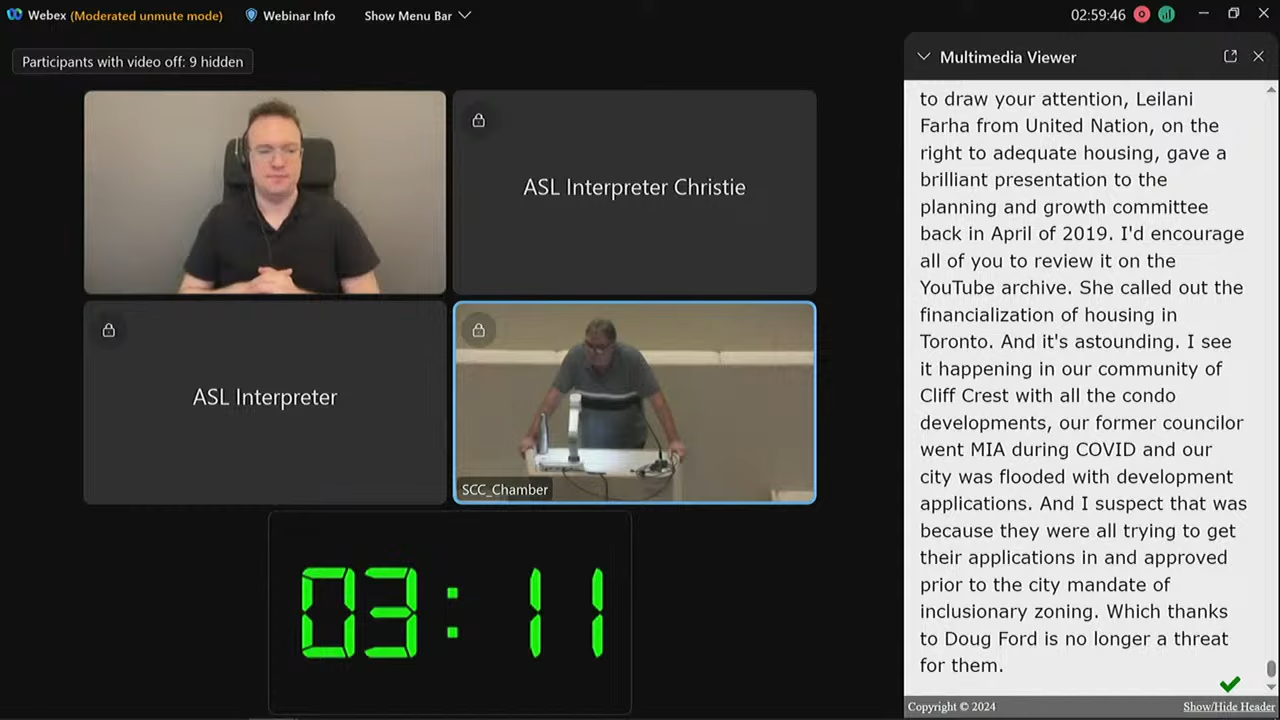 Webex (Moderated unmute mode) Webinar Info Show Menu Bar 02:59:46
Participants with video off: 9 hidden
ASL Interpreter Christie
ASL Interpreter
SCC_Chamber
03:11
Multimedia Viewer
to draw your attention, Leilani
Farha from United Nation, on the
right to adequate housing, gave a
brilliant presentation to the
planning and growth committee
back in April of 2019. I'd encourage
all of you to review it on the
YouTube archive. She called out the
financialization of housing in
Toronto. And it's astounding. I see
it happening in our community of
Cliff Crest with all the condo
developments, our former councilor
went MIA during COVID and our
city was flooded with development
applications. And I suspect that was
because they were all trying to get
their applications in and approved
prior to the city mandate of
inclusionary zoning. Which thanks
to Doug Ford is no longer a threat
for them.
Copyright © 2024 Show/Hide Header